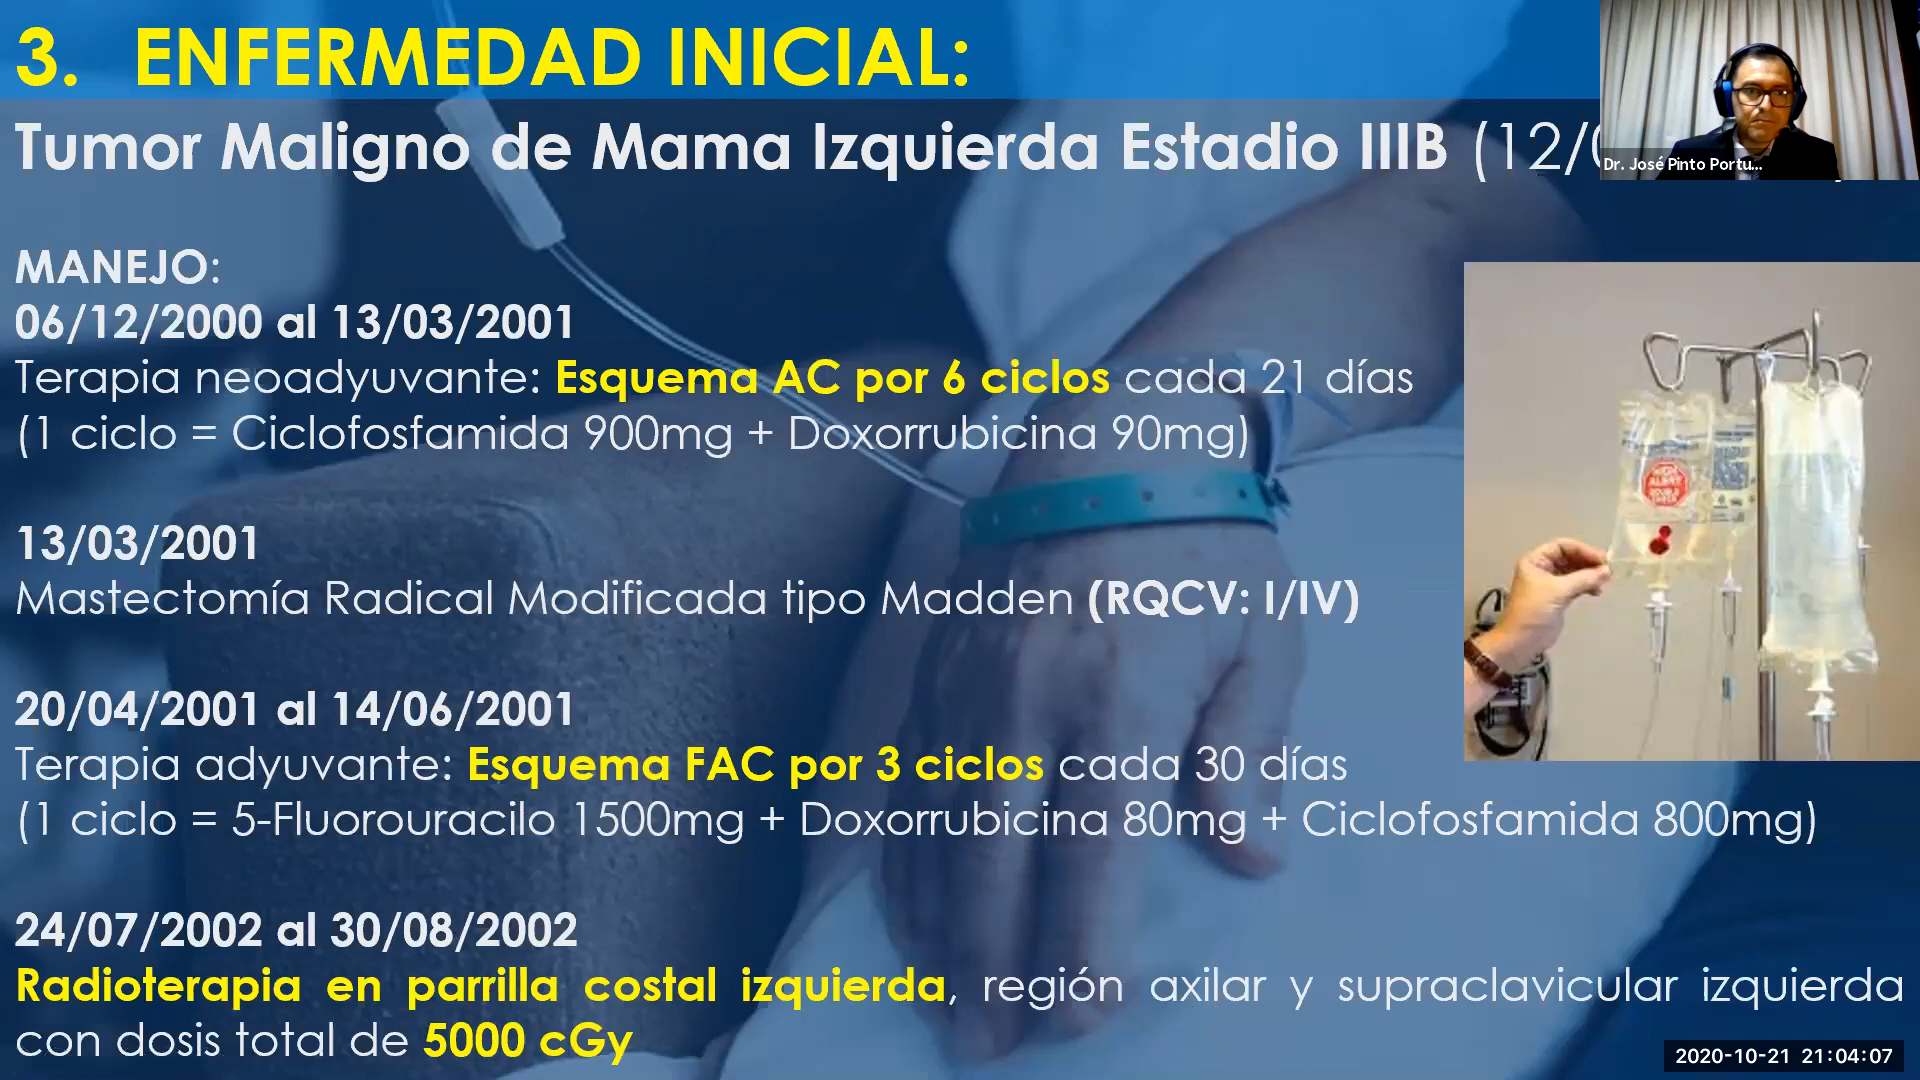 3. ENFERMEDAD INICIAL:
Tumor Maligno de Mama Izquierda Estadio IIIB (12/
Dr. José Pinto Portu...
MANEJO:
06/12/2000 al 13/03/2001
Terapia neoadyuvante: Esquema AC por 6 ciclos cada 21 días
(1 ciclo = Ciclofosfamida 900mg + Doxorrubicina 90mg)
HIGH
ALERT
DOUBLE
CHECK
13/03/2001
Mastectomía Radical Modificada tipo Madden (RQCV: I/IV)
20/04/2001 al 14/06/2001
Terapia adyuvante: Esquema FAC por 3 ciclos cada 30 días
(1 ciclo = 5-Fluorouracilo 1500mg + Doxorrubicina 80mg + Ciclofosfamida 800mg)
24/07/2002 al 30/08/2002
Radioterapia en parrilla costal izquierda, región axilar y supraclavicular izquierda
con dosis total de 5000 cGy
2020-10-21 21:04:07